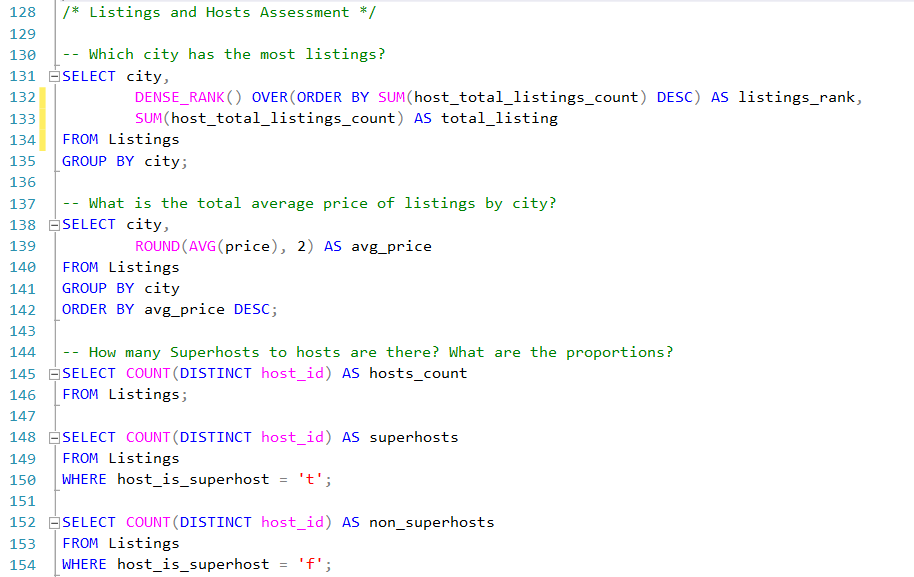 128 /* Listings and Hosts Assessment */
129
130 -- Which city has the most listings?
131 SELECT city,
132 DENSE_RANK() OVER(ORDER BY SUM(host_total_listings_count) DESC) AS listings_rank,
133 SUM(host_total_listings_count) AS total_listing
134 FROM Listings
135 GROUP BY city;
136
137 -- What is the total average price of listings by city?
138 SELECT city,
139 ROUND(AVG(price), 2) AS avg_price
140 FROM Listings
141 GROUP BY city
142 ORDER BY avg_price DESC;
143
144 -- How many Superhosts to hosts are there? What are the proportions?
145 SELECT COUNT(DISTINCT host_id) AS hosts_count
146 FROM Listings;
147
148 SELECT COUNT(DISTINCT host_id) AS superhosts
149 FROM Listings
150 WHERE host_is_superhost = 't';
151
152 SELECT COUNT(DISTINCT host_id) AS non_superhosts
153 FROM Listings
154 WHERE host_is_superhost = 'f';